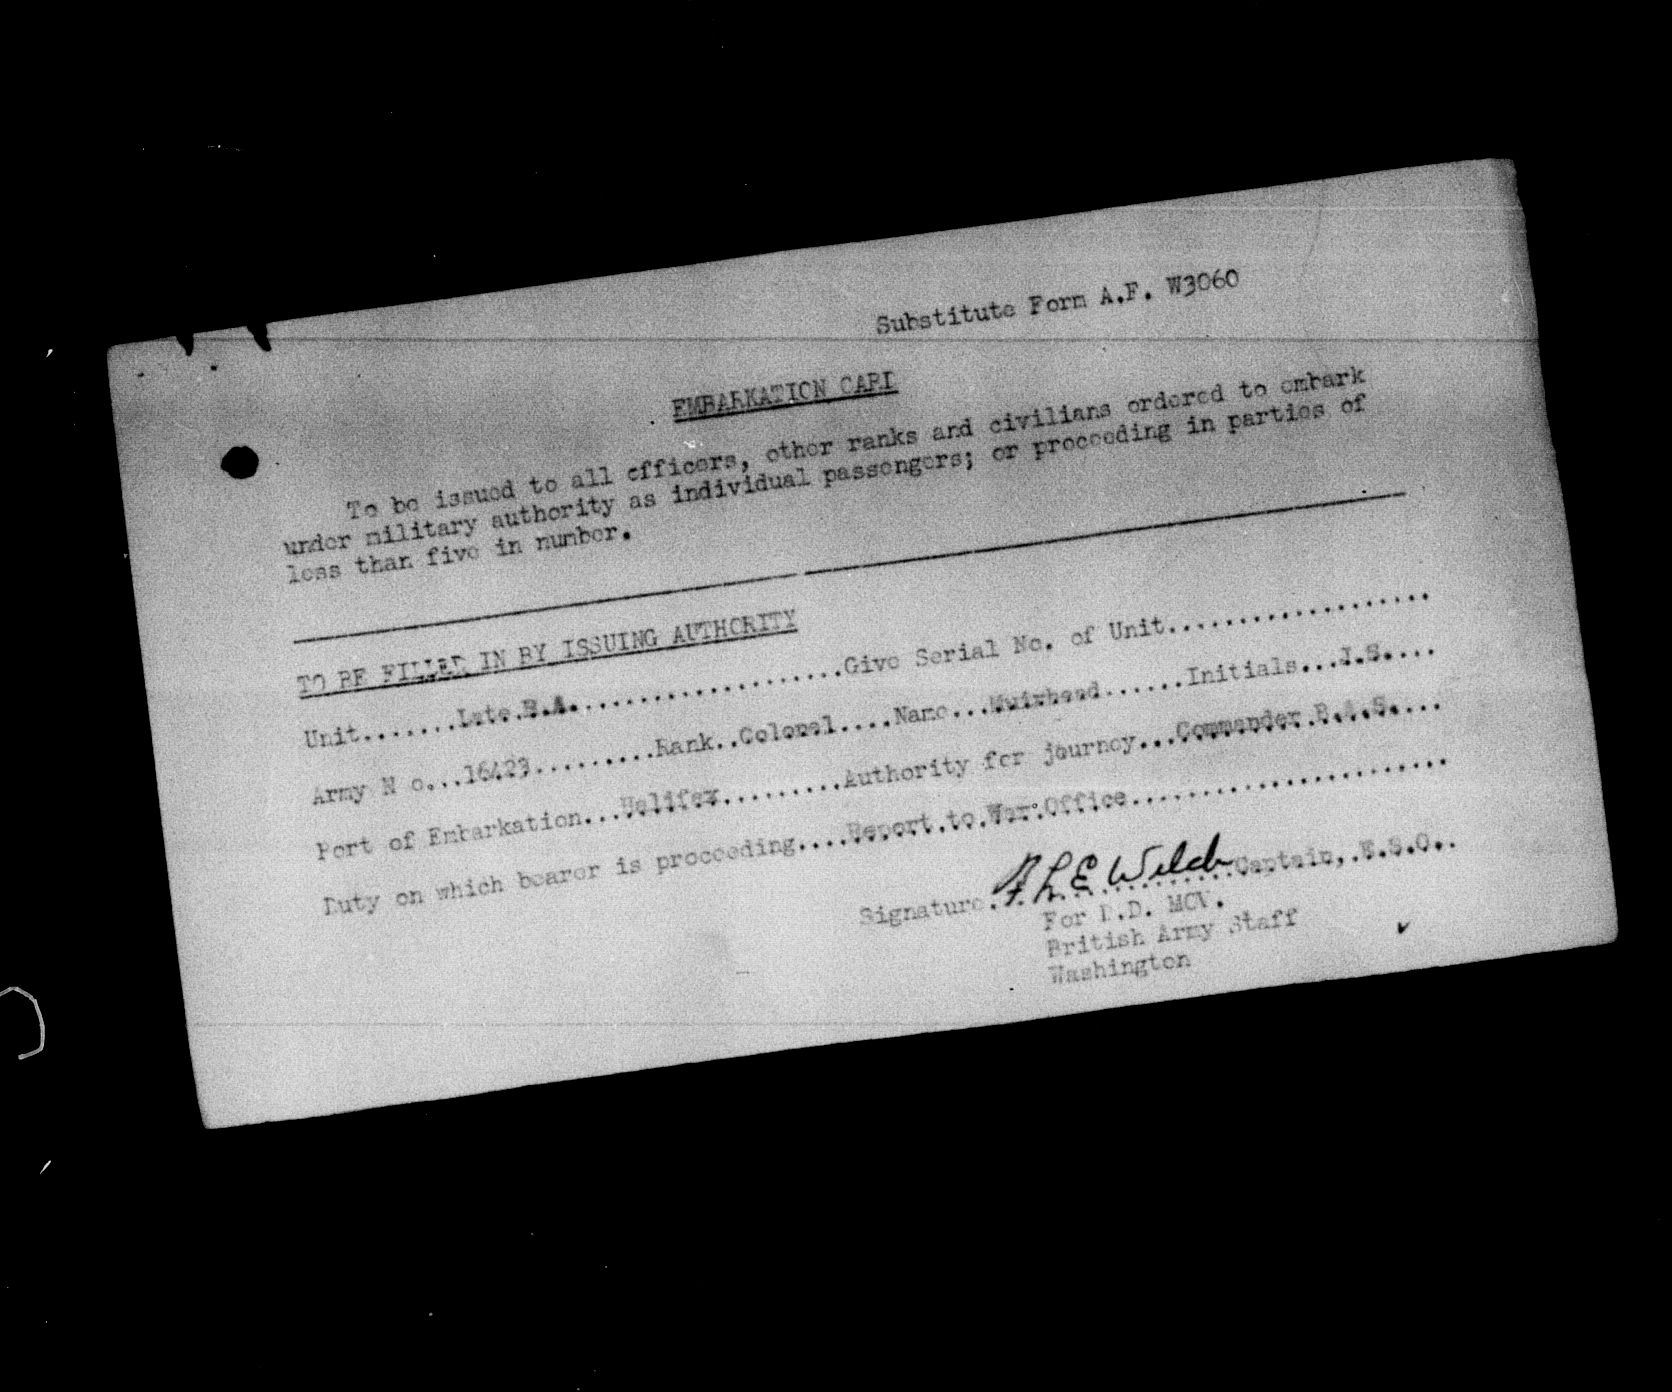 Substitute Form A.F. W3060
EMBARKATION CARD
To be issued to all officers, other ranks and civilians ordered to embark
under military authority as individual passengers; or proceeding in parties of
less than five in number.
TO BE FILLED IN BY ISSUING AUTHORITY
Unit.......Late.R.A....................Give Serial No. of Unit...................
Army N o...16423.........Rank..Colonel....Name...Muirhead......Initials...J.S....
Port of Embarkation...Halifax.........Authority for journey...Commander.B.A.S....
Duty on which bearer is proceeding....Report.to.War.Office.......................
Signature..F L E Welch..........Captain,.E.S.O..
For D.D. MOV.
British Army Staff
Washington